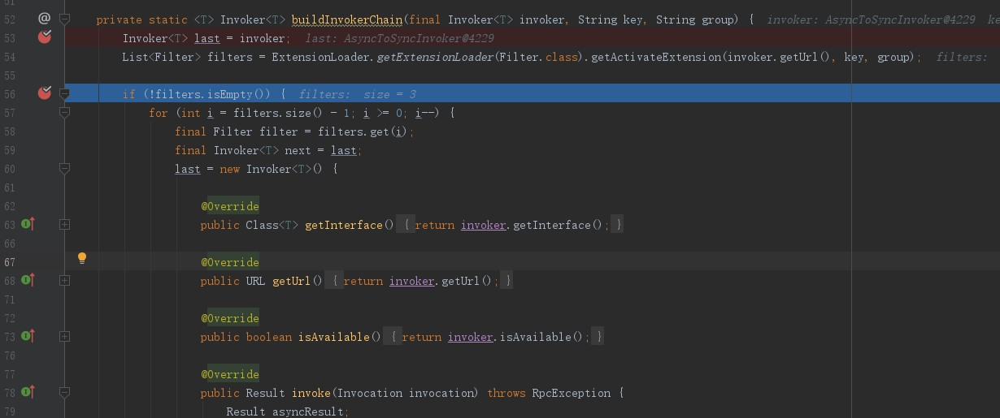 51
52 @ private static <T> Invoker<T> buildInvokerChain(final Invoker<T> invoker, String key, String group) { invoker: AsyncToSyncInvoker@4229 ke
53 Invoker<T> last = invoker; last: AsyncToSyncInvoker@4229
54 List<Filter> filters = ExtensionLoader.getExtensionLoader(Filter.class).getActivateExtension(invoker.getUrl(), key, group); filters:
55
56 if (!filters.isEmpty()) { filters: size = 3
57 for (int i = filters.size() - 1; i >= 0; i--) {
58 final Filter filter = filters.get(i);
59 final Invoker<T> next = last;
60 last = new Invoker<T>() {
61
62 @Override
63 public Class<T> getInterface() { return invoker.getInterface(); }
66
67 @Override
68 public URL getUrl() { return invoker.getUrl(); }
71
72 @Override
73 public boolean isAvailable() { return invoker.isAvailable(); }
76
77 @Override
78 public Result invoke(Invocation invocation) throws RpcException {
79 Result asyncResult;